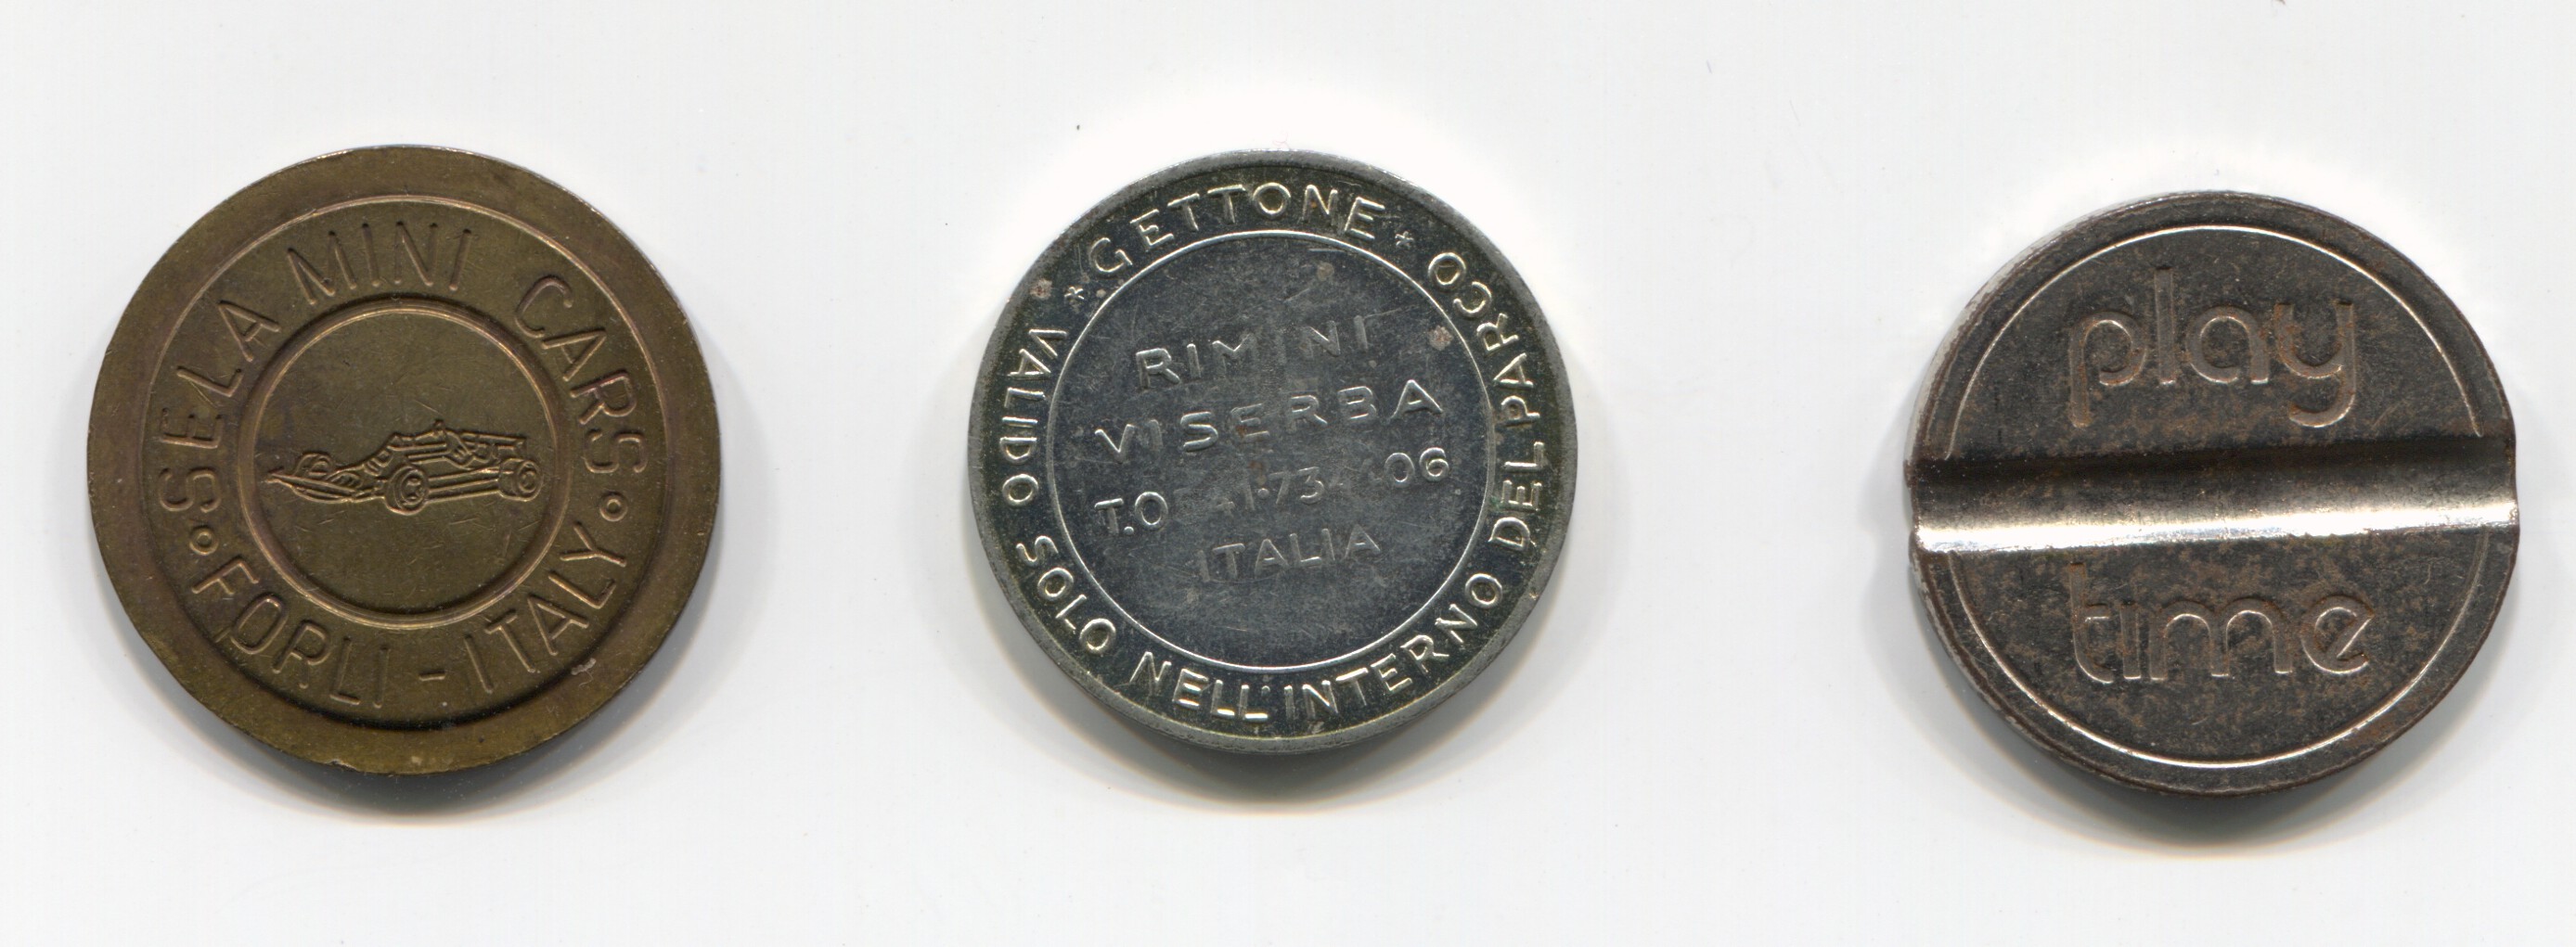 SELA MINI CARS
FORLI - ITALY
* GETTONE *
VALIDO SOLO NELL'INTERNO DEL PARCO
RIMINI
VISERBA
ITALIA
play
time